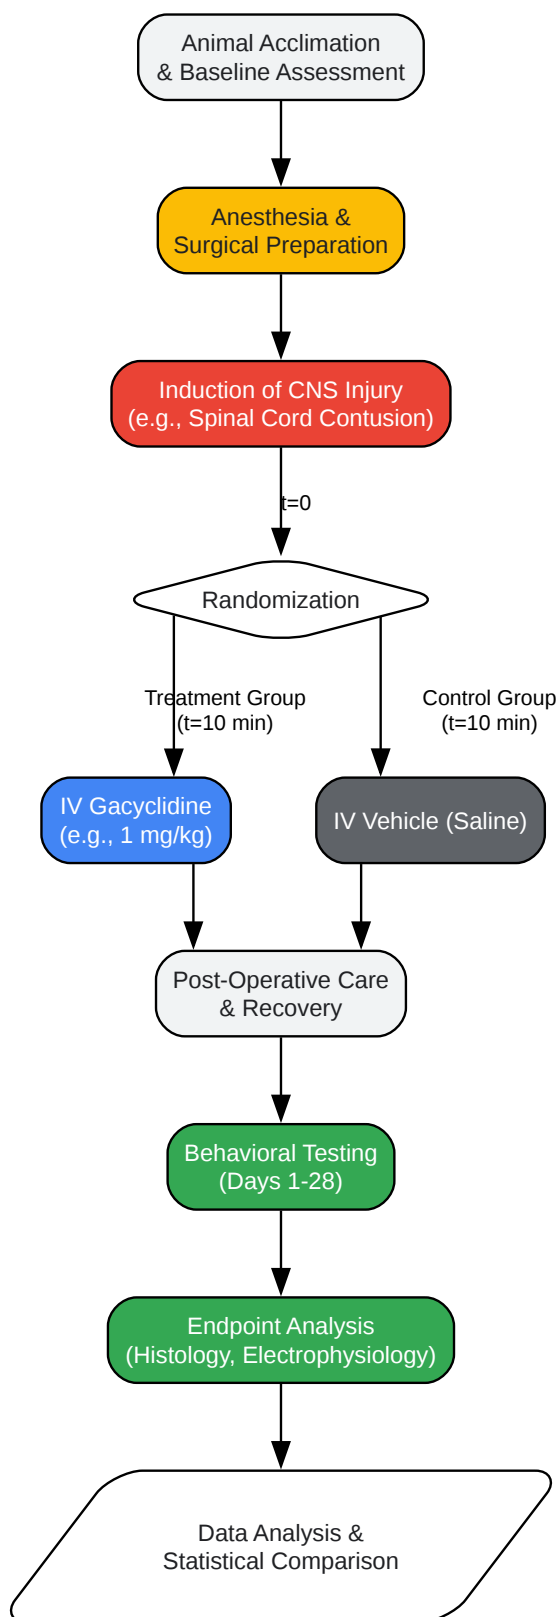 Animal Acclimation
& Baseline Assessment
Anesthesia &
Surgical Preparation
Induction of CNS Injury
(e.g., Spinal Cord Contusion)
t=0
Randomization
Treatment Group
(t=10 min)
Control Group
(t=10 min)
IV Gacyclidine
(e.g., 1 mg/kg)
IV Vehicle (Saline)
Post-Operative Care
& Recovery
Behavioral Testing
(Days 1-28)
Endpoint Analysis
(Histology, Electrophysiology)
Data Analysis &
Statistical Comparison